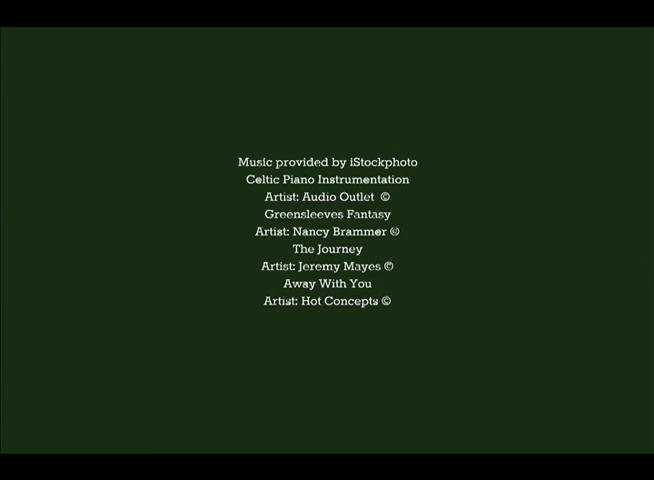 Music provided by iStockphoto
Celtic Piano Instrumentation
Artist: Audio Outlet ©
Greensleeves Fantasy
Artist: Nancy Brammer ©
The Journey
Artist: Jeremy Mayes ©
Away With You
Artist: Hot Concepts ©